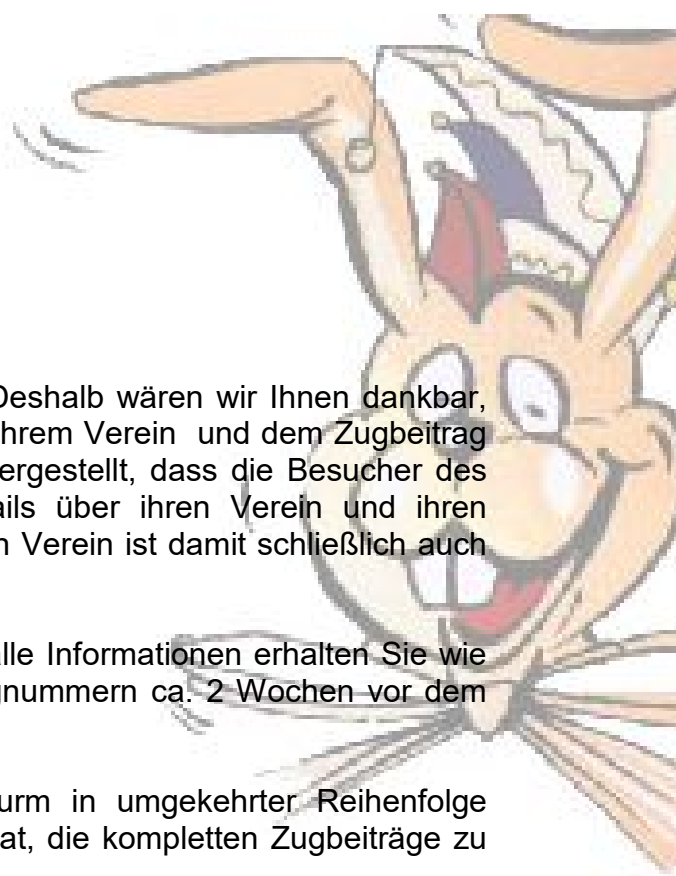 Deshalb wären wir Ihnen dankbar,
hrem Verein und dem Zugbeitrag
ergestellt, dass die Besucher des
ails über ihren Verein und ihren
n Verein ist damit schließlich auch
alle Informationen erhalten Sie wie
gnummern ca. 2 Wochen vor dem
urm in umgekehrter Reihenfolge
at, die kompletten Zugbeiträge zu